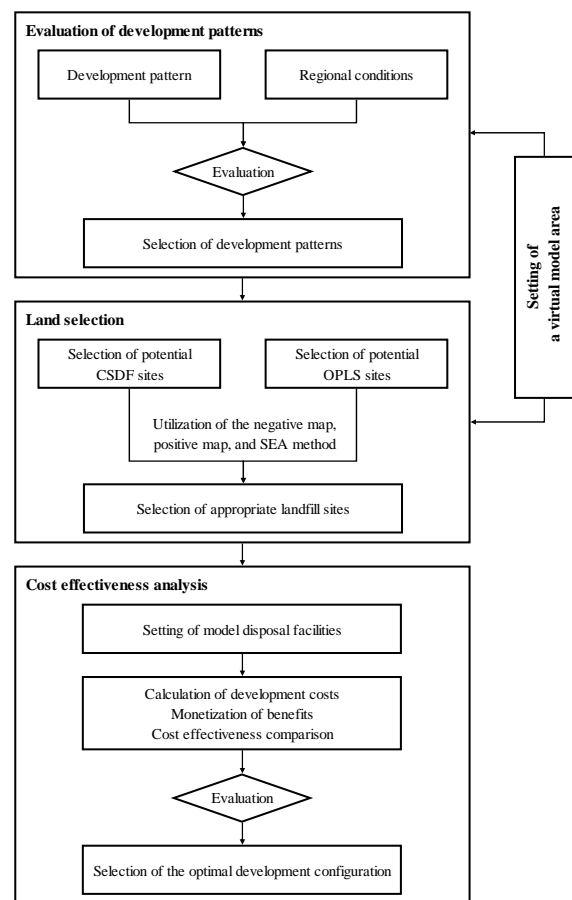 Evaluation of development patterns
Development pattern
Regional conditions
Evaluation
Selection of development patterns
Setting of
a virtual model area
Land selection
Selection of potential
CSDF sites
Selection of potential
OPLS sites
Utilization of the negative map,
positive map, and SEA method
Selection of appropriate landfill sites
Cost effectiveness analysis
Setting of model disposal facilities
Calculation of development costs
Monetization of benefits
Cost effectiveness comparison
Evaluation
Selection of the optimal development configuration